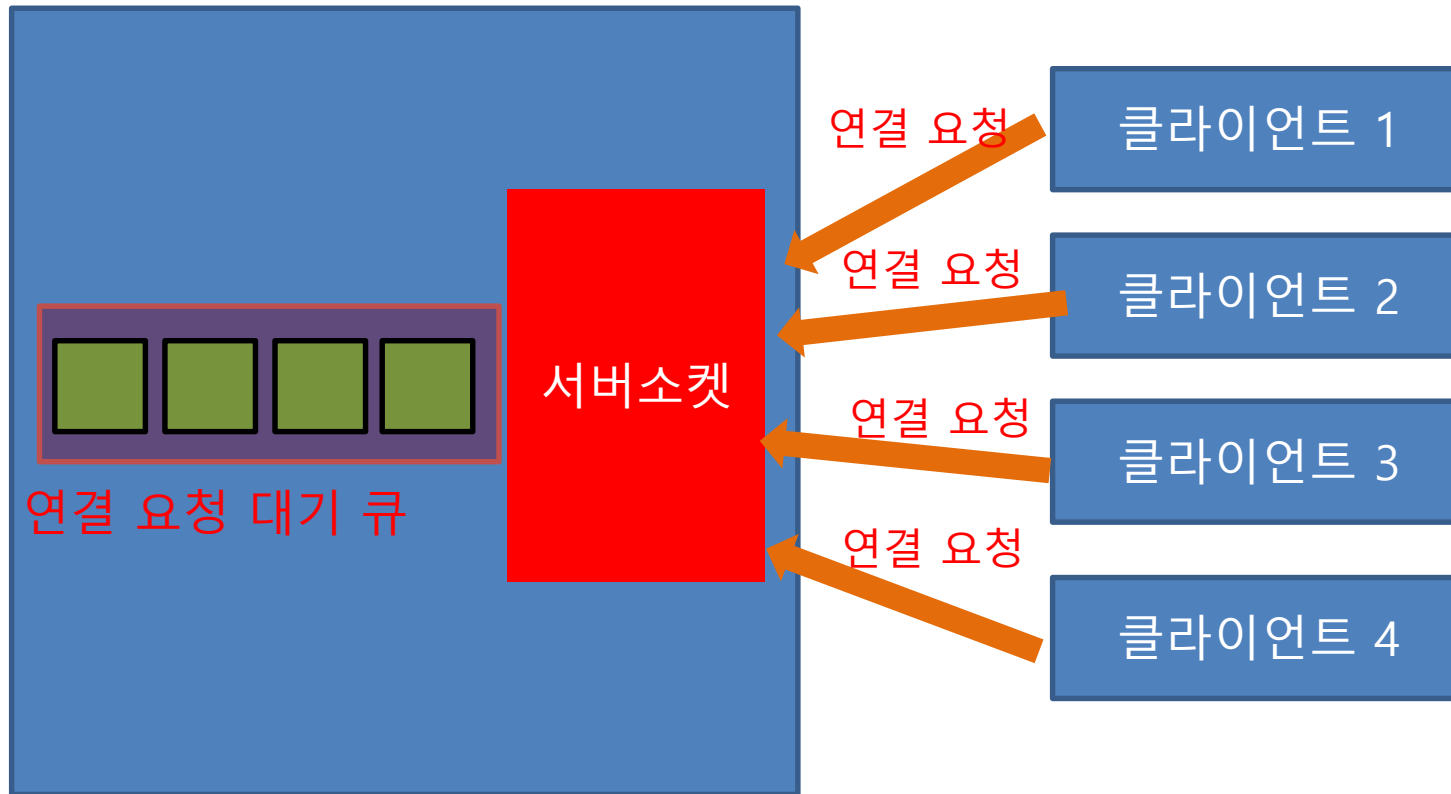 연결 요청
클라이언트 1
연결 요청
클라이언트 2
서버소켓
연결 요청
클라이언트 3
연결 요청 대기 큐
연결 요청
클라이언트 4